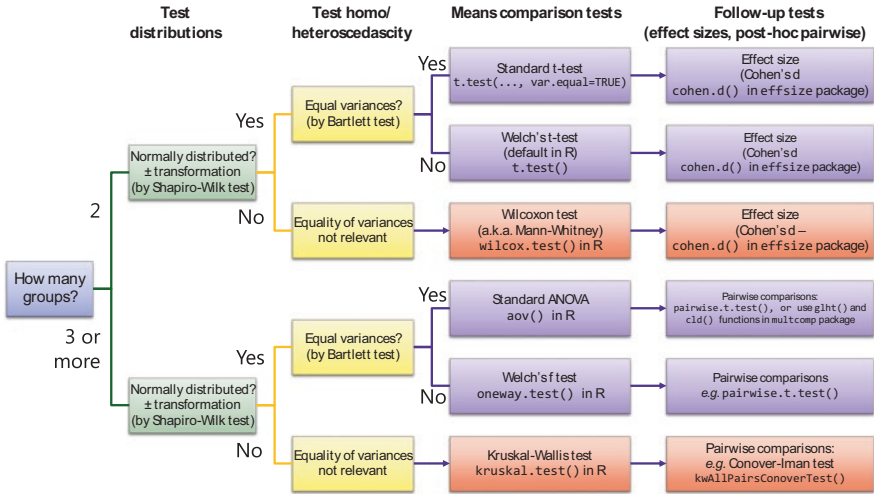 Test
distributions
Test homo/
heteroscedascity
Means comparison tests
Follow-up tests
(effect sizes, post-hoc pairwise)
How many
groups?
2
3 or
more
Normally distributed?
± transformation
(by Shapiro-Wilk test)
Yes
No
Equal variances?
(by Bartlett test)
Yes
No
Standard t-test
t.test(..., var.equal=TRUE)
Effect size
(Cohen's d
cohen.d() in effsize package)
Welch's t-test
(default in R)
t.test()
Effect size
(Cohen's d
cohen.d() in effsize package)
Equality of variances
not relevant
Wilcoxon test
(a.k.a. Mann-Whitney)
wilcox.test() in R
Effect size
(Cohen's d –
cohen.d() in effsize package)
Normally distributed?
± transformation
(by Shapiro-Wilk test)
Yes
No
Equal variances?
(by Bartlett test)
Yes
No
Standard ANOVA
aov() in R
Pairwise comparisons:
pairwise.t.test(), or use glht() and
cld() functions in multcomp package
Welch's f test
oneway.test() in R
Pairwise comparisons
e.g. pairwise.t.test()
Equality of variances
not relevant
Kruskal-Wallis test
kruskal.test() in R
Pairwise comparisons:
e.g. Conover-Iman test
kwAllPairsConoverTest()